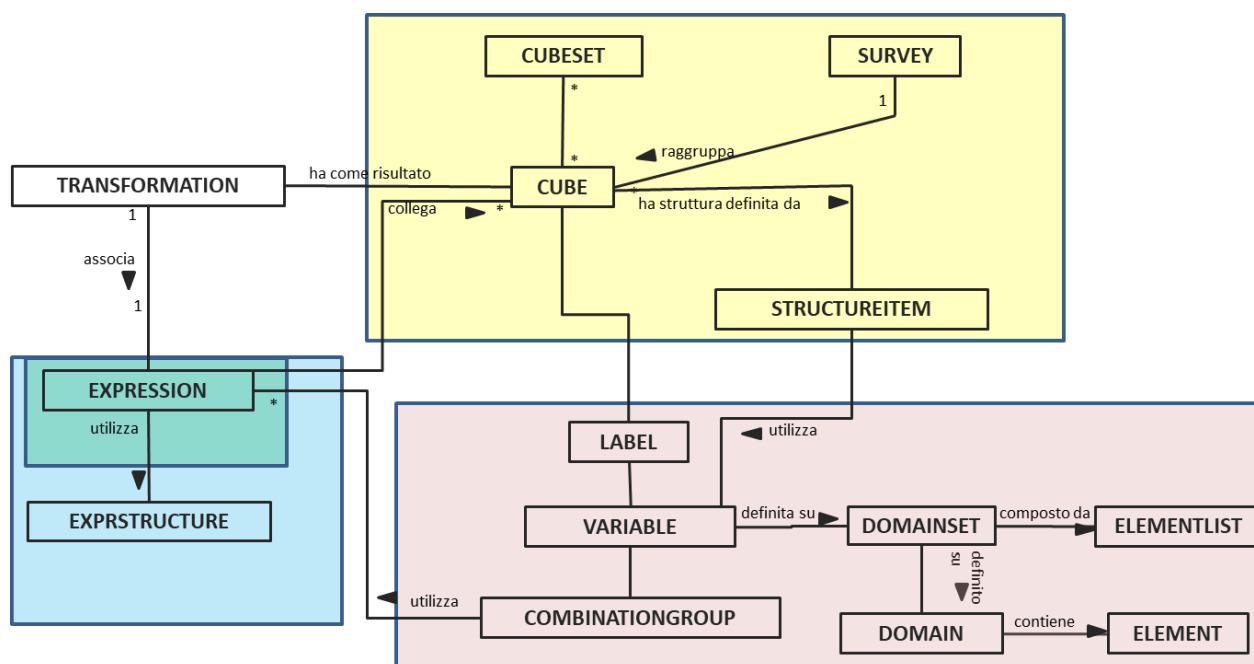 CUBESET
SURVEY
*
1
raggruppa
*
ha come risultato
TRANSFORMATION
CUBE
*
ha struttura definita da
collega
*
1
associa
1
STRUCTUREITEM
EXPRESSION
*
utilizza
LABEL
utilizza
EXPRSTRUCTURE
VARIABLE
definita su
DOMAINSET
composto da
ELEMENTLIST
definito
su
utilizza
COMBINATIONGROUP
DOMAIN
contiene
ELEMENT